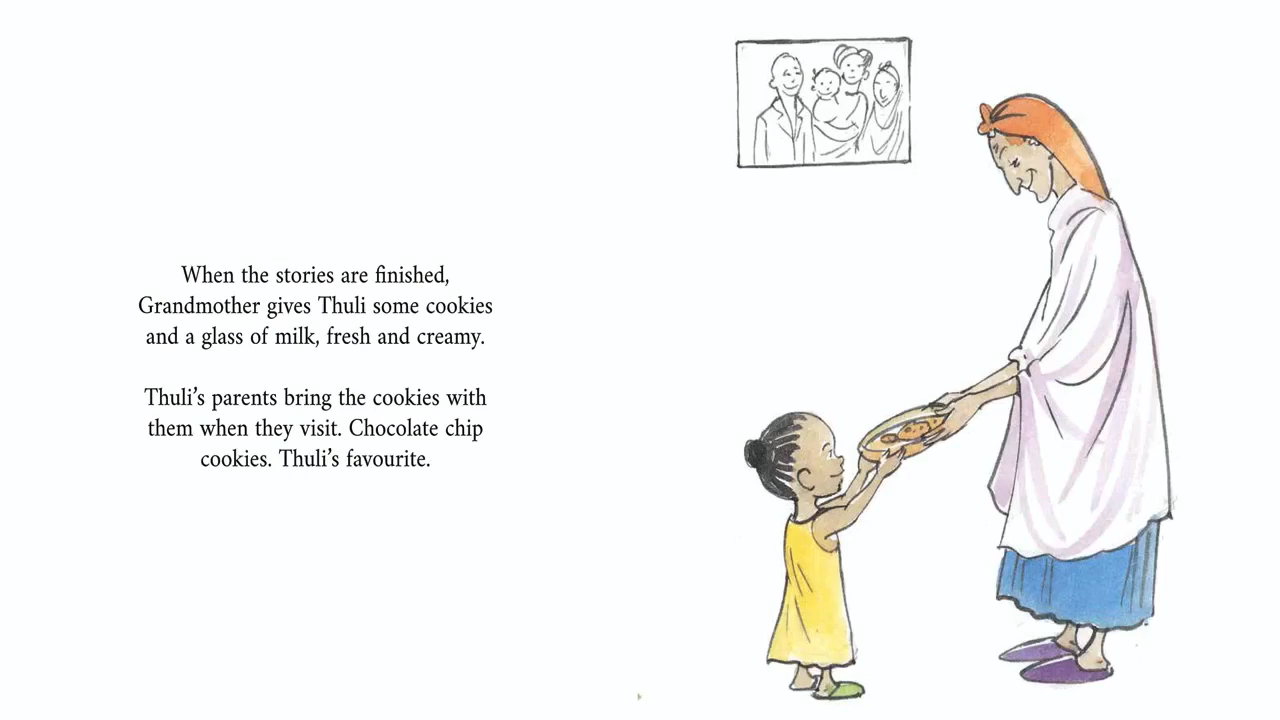 When the stories are finished,
Grandmother gives Thuli some cookies
and a glass of milk, fresh and creamy.
Thuli’s parents bring the cookies with
them when they visit. Chocolate chip
cookies. Thuli’s favourite.